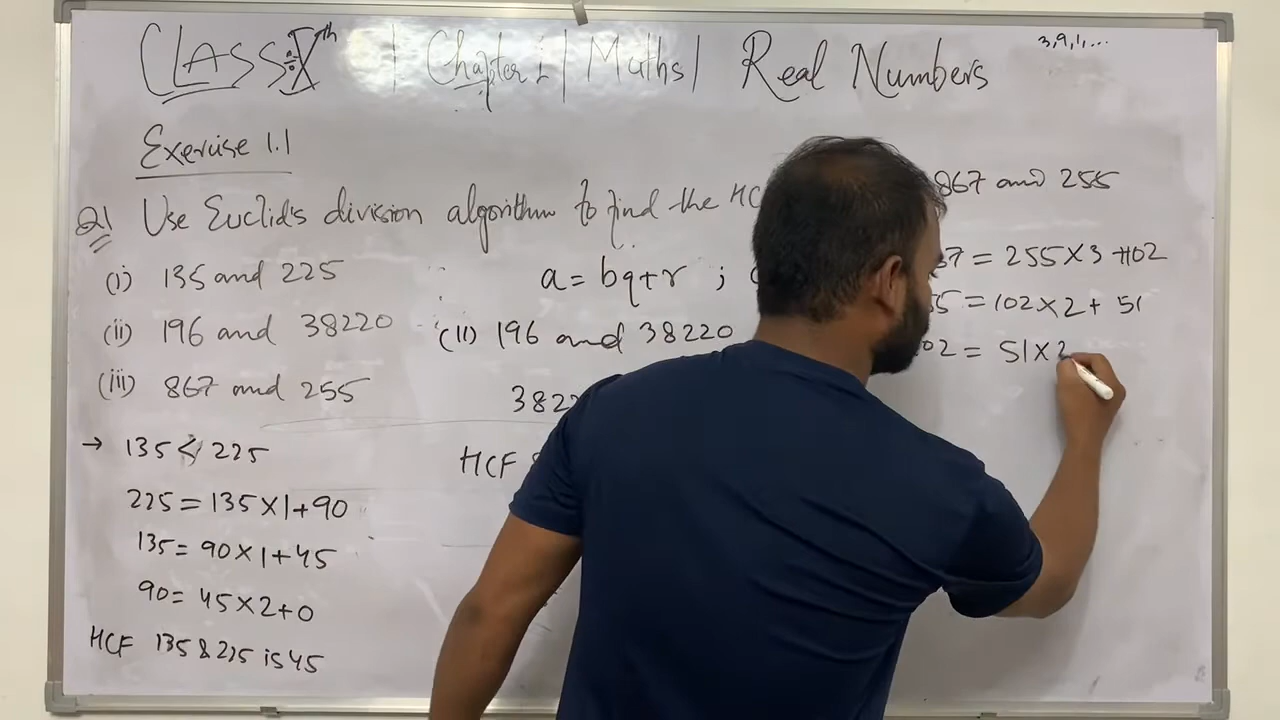 CLASS Xth | Chapter 1 | Maths | Real Numbers
3,9,1,...
Exercise 1.1
Q1 Use Euclid's division algorithm to find the HC
(i) 135 and 225
(ii) 196 and 38220
(iii) 867 and 255
→ 135 < 225
225 = 135 × 1 + 90
135 = 90 × 1 + 45
90 = 45 × 2 + 0
HCF 135 & 225 is 45
a = bq + r ;
(II) 196 and 38220
382
HCF
867 and 255
7 = 255 × 3 + 102
5 = 102 × 2 + 51
02 = 51 × 2